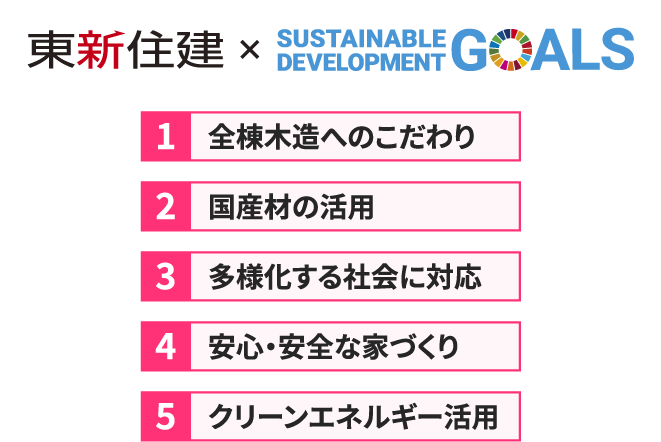 東新住建 × SUSTAINABLE DEVELOPMENT GOALS
1 全棟木造へのこだわり
2 国産材の活用
3 多様化する社会に対応
4 安心・安全な家づくり
5 クリーンエネルギー活用